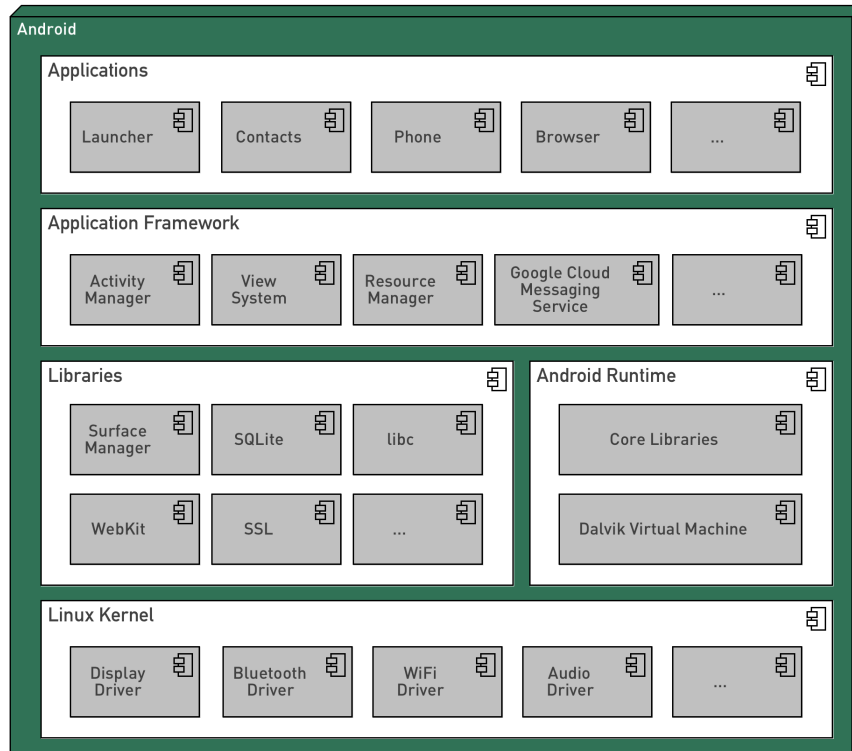 Android
Applications
Launcher
Contacts
Phone
Browser
...
Application Framework
Activity
Manager
View
System
Resource
Manager
Google Cloud
Messaging
Service
...
Libraries
Surface
Manager
SQLite
libc
WebKit
SSL
...
Android Runtime
Core Libraries
Dalvik Virtual Machine
Linux Kernel
Display
Driver
Bluetooth
Driver
WiFi
Driver
Audio
Driver
...